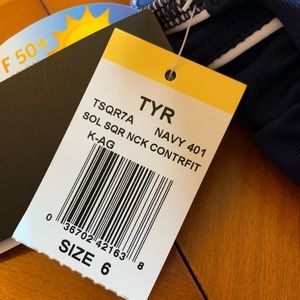 F 50+
TYR
TSQR7A NAVY 401
SOL SQR NCK CONTRFIT
K-AG
0 36702 42163 8
SIZE 6